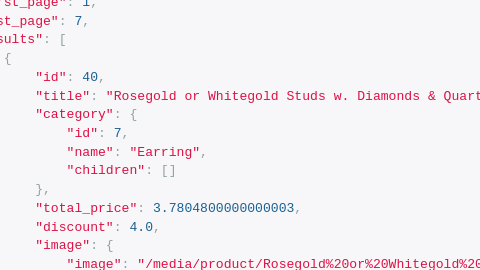 rst_page": 1,
st_page": 7,
sults": [
{
"id": 40,
"title": "Rosegold or Whitegold Studs w. Diamonds & Quart
"category": {
"id": 7,
"name": "Earring",
"children": []
},
"total_price": 3.7804800000000003,
"discount": 4.0,
"image": {
"image": "/media/product/Rosegold%20or%20Whitegold%20